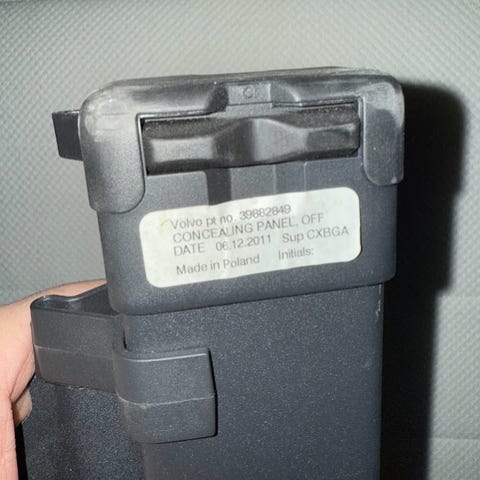 Volvo pt no. 39882849
CONCEALING PANEL, OFF
DATE 06.12.2011 Sup CXBGA
Made in Poland Initials: